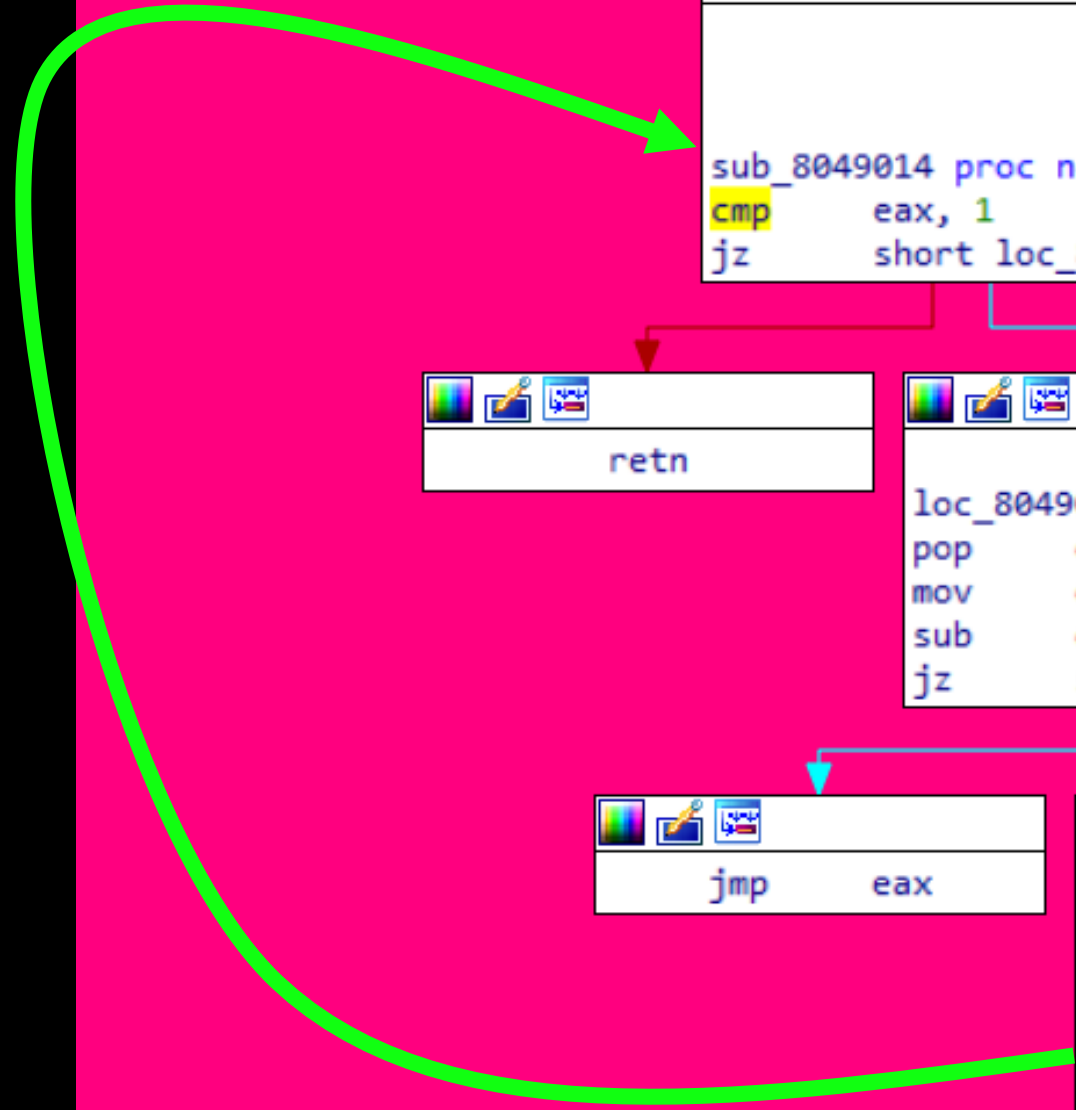 sub_8049014 proc n
cmp eax, 1
jz short loc_
retn
loc_8049
pop
mov
sub
jz
jmp eax